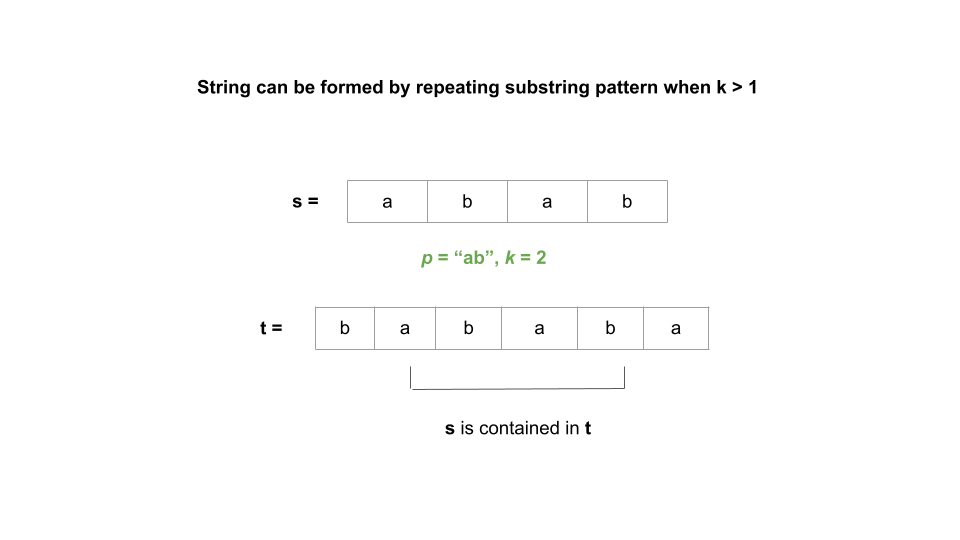 String can be formed by repeating substring pattern when k > 1
s = a b a b
p = “ab”, k = 2
t = b a b a b a
s is contained in t